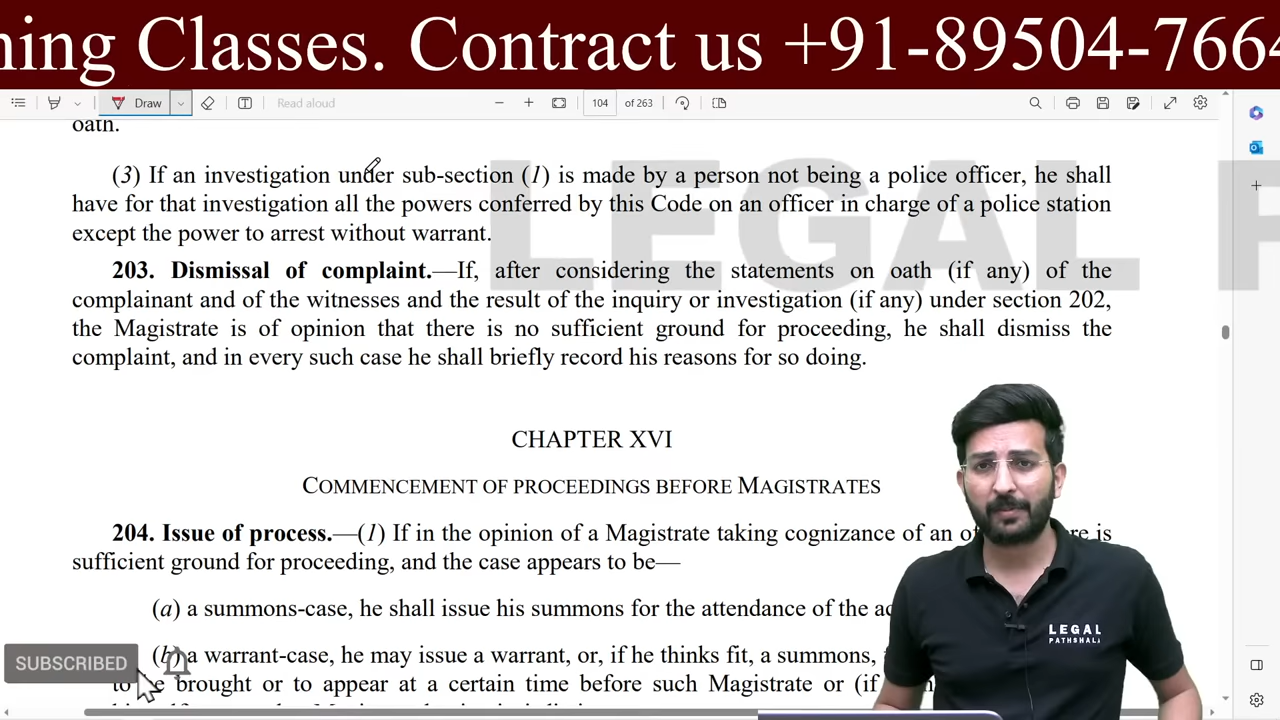 ning Classes. Contract us +91-89504-7664
Draw
Read aloud
104 of 263
oath.
(3) If an investigation under sub-section (1) is made by a person not being a police officer, he shall
have for that investigation all the powers conferred by this Code on an officer in charge of a police station
except the power to arrest without warrant.
LEGAL P
203. Dismissal of complaint.—If, after considering the statements on oath (if any) of the
complainant and of the witnesses and the result of the inquiry or investigation (if any) under section 202,
the Magistrate is of opinion that there is no sufficient ground for proceeding, he shall dismiss the
complaint, and in every such case he shall briefly record his reasons for so doing.
CHAPTER XVI
COMMENCEMENT OF PROCEEDINGS BEFORE MAGISTRATES
204. Issue of process.—(1) If in the opinion of a Magistrate taking cognizance of an is
sufficient ground for proceeding, and the case appears to be—
(a) a summons-case, he shall issue his summons for the attendance of the
(b) a warrant-case, he may issue a warrant, or, if he thinks fit, a summons,
to be brought or to appear at a certain time before such Magistrate or (if
LEGAL
PATHSHALA
SUBSCRIBED